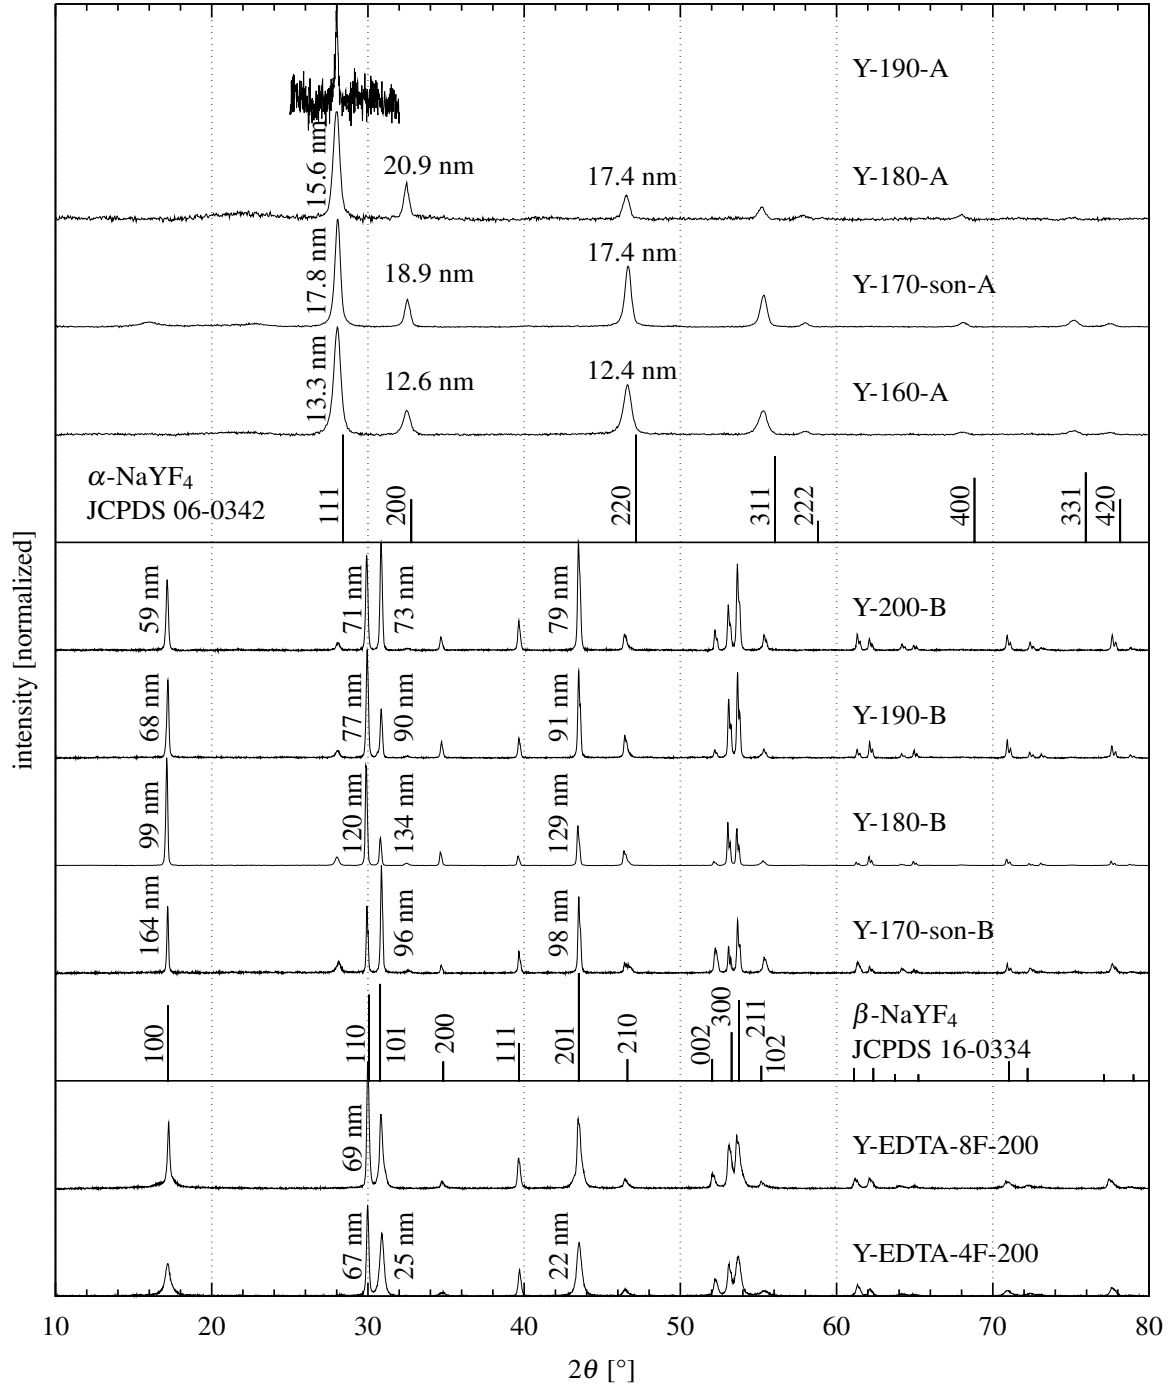 Y-190-A
15.6 nm
20.9 nm
17.4 nm
Y-180-A
17.8 nm
18.9 nm
17.4 nm
Y-170-son-A
13.3 nm
12.6 nm
12.4 nm
Y-160-A
α-NaYF₄
JCPDS 06-0342
111
200
220
311
222
400
331
420
59 nm
71 nm
73 nm
79 nm
Y-200-B
68 nm
77 nm
90 nm
91 nm
Y-190-B
99 nm
120 nm
134 nm
129 nm
Y-180-B
164 nm
96 nm
98 nm
Y-170-son-B
100
110
101
200
111
201
210
002
300
211
102
β-NaYF₄
JCPDS 16-0334
69 nm
Y-EDTA-8F-200
67 nm
25 nm
22 nm
Y-EDTA-4F-200
intensity [normalized]
10 20 30 40 50 60 70 80
2θ [°]